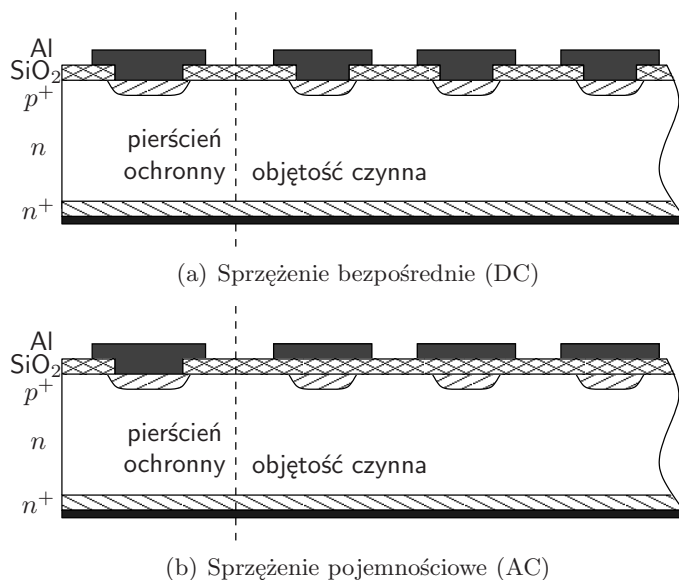 Al
SiO₂
p⁺
n
n⁺
pierścień
ochronny
objętość czynna
(a) Sprzężenie bezpośrednie (DC)
Al
SiO₂
p⁺
n
n⁺
pierścień
ochronny
objętość czynna
(b) Sprzężenie pojemnościowe (AC)